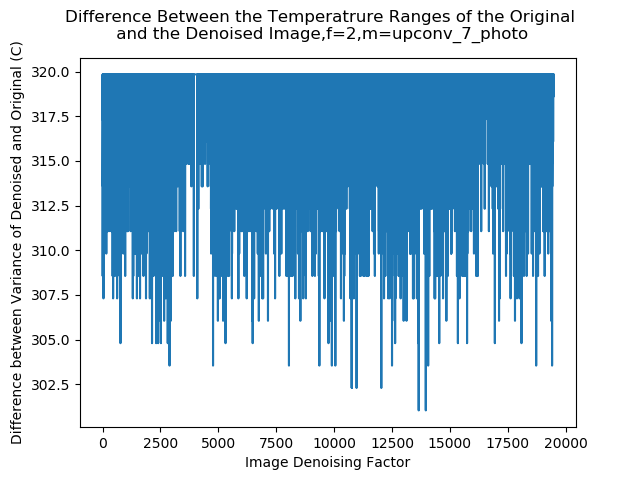 Difference Between the Temperatrure Ranges of the Original
and the Denoised Image,f=2,m=upconv_7_photo
Difference between Variance of Denoised and Original (C)
320.0
317.5
315.0
312.5
310.0
307.5
305.0
302.5
0 2500 5000 7500 10000 12500 15000 17500 20000
Image Denoising Factor